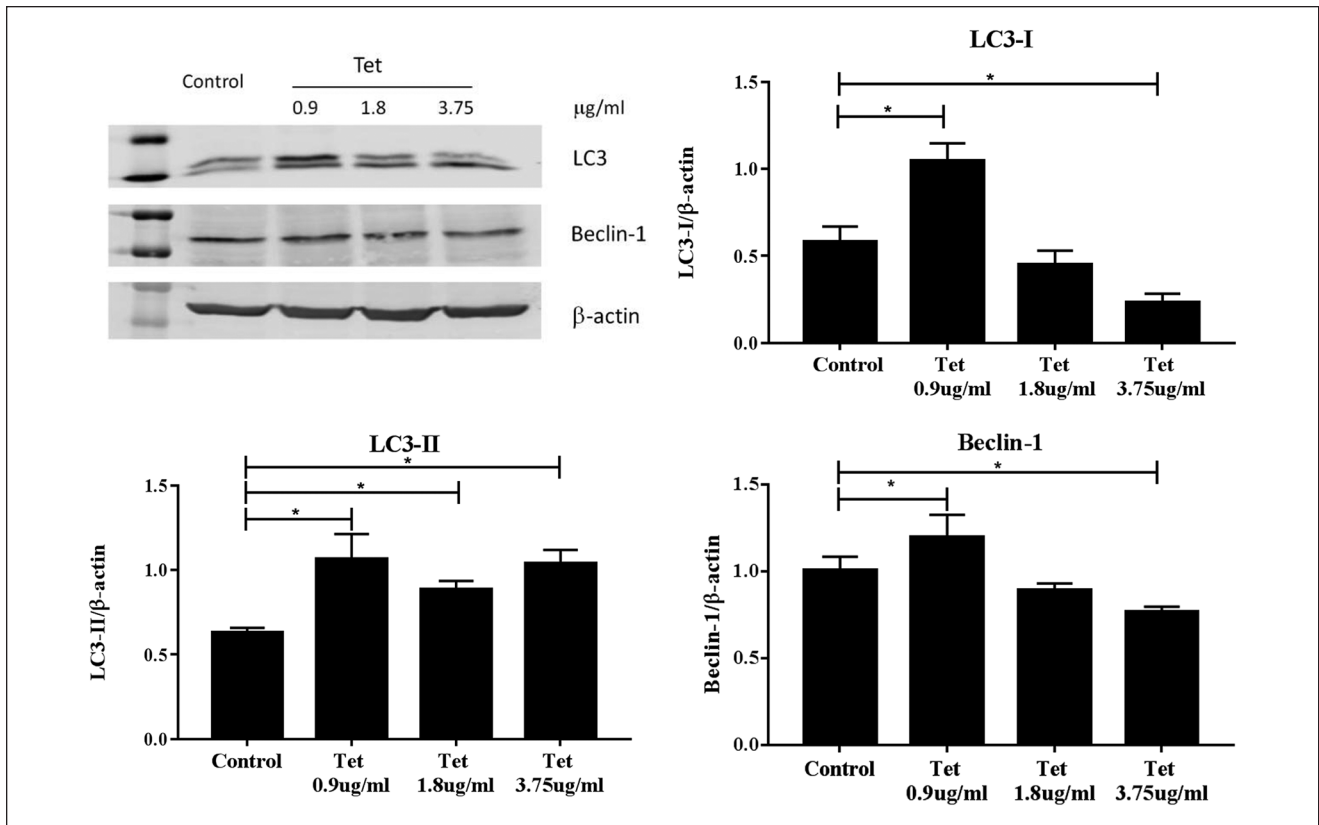 Tet
Control
0.9 1.8 3.75 μg/ml
LC3
Beclin-1
β-actin
LC3-I
LC3-I/β-actin
1.5
1.0
0.5
0.0
*
*
Control Tet Tet Tet
0.9ug/ml 1.8ug/ml 3.75ug/ml
LC3-II
LC3-II/β-actin
1.5
1.0
0.5
0.0
*
*
*
Control Tet Tet Tet
0.9ug/ml 1.8ug/ml 3.75ug/ml
Beclin-1
Beclin-1/β-actin
1.5
1.0
0.5
0.0
*
*
Control Tet Tet Tet
0.9ug/ml 1.8ug/ml 3.75ug/ml